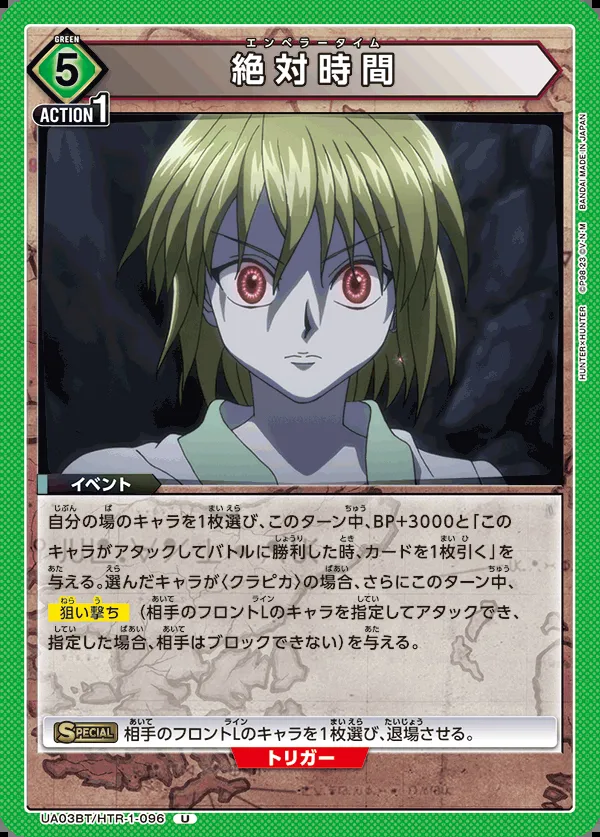 GREEN
5
ACTION 1
エンペラータイム
絶対時間
HUNTER×HUNTER ©P98-23 ©V・N・M BANDAI MADE IN JAPAN
イベント
自分の場のキャラを1枚選び、このターン中、BP+3000と「この
キャラがアタックしてバトルに勝利した時、カードを1枚引く」を
与える。選んだキャラが〈クラピカ〉の場合、さらにこのターン中、
狙い撃ち (相手のフロントLのキャラを指定してアタックでき、
指定した場合、相手はブロックできない)を与える。
SPECIAL 相手のフロントLのキャラを1枚選び、退場させる。
トリガー
UA03BT/HTR-1-096 U